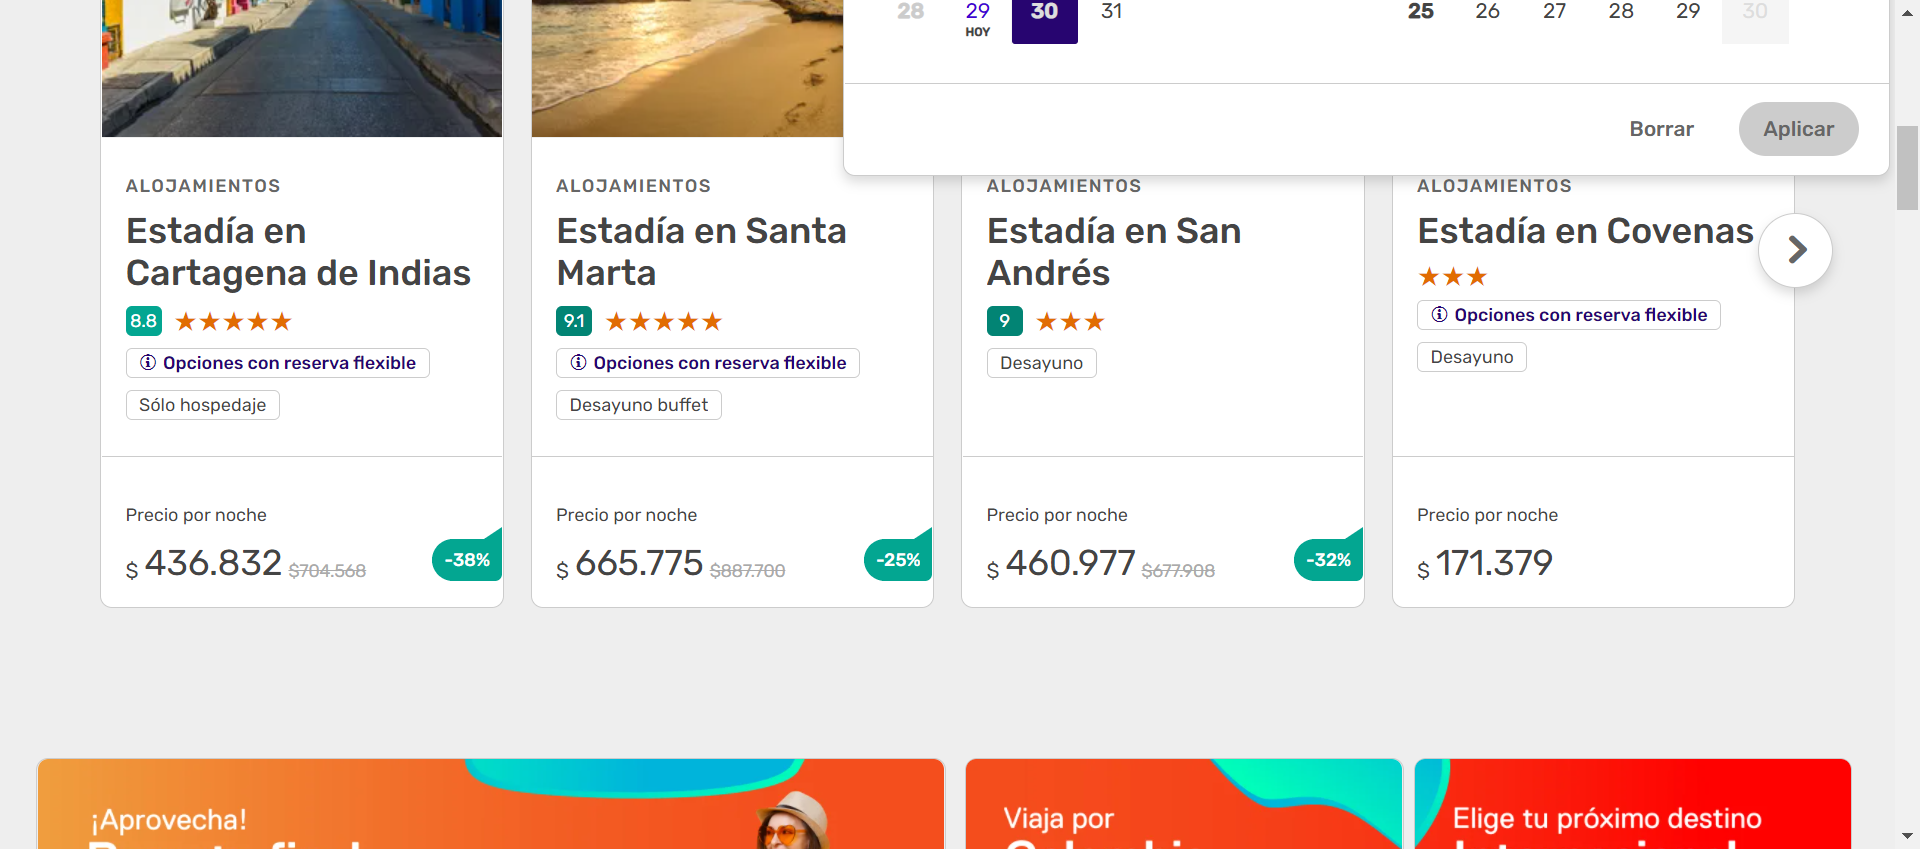 28 29 30 31
HOY
25 26 27 28 29 30
Borrar Aplicar
ALOJAMIENTOS
Estadía en
Cartagena de Indias
8.8
Opciones con reserva flexible
Sólo hospedaje
Precio por noche
$ 436.832 $704.568
-38%
ALOJAMIENTOS
Estadía en Santa
Marta
9.1
Opciones con reserva flexible
Desayuno buffet
Precio por noche
$ 665.775 $887.700
-25%
ALOJAMIENTOS
Estadía en San
Andrés
9
Desayuno
Precio por noche
$ 460.977 $677.908
-32%
ALOJAMIENTOS
Estadía en Covenas
Opciones con reserva flexible
Desayuno
Precio por noche
$ 171.379
¡Aprovecha!
Viaja por
Elige tu próximo destino